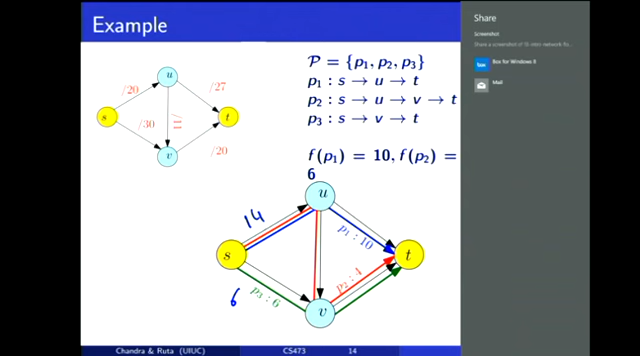 Example
P = {p1, p2, p3}
p1 : s → u → t
p2 : s → u → v → t
p3 : s → v → t
f(p1) = 10, f(p2) =
6
u
/20
/27
s
t
/30
v
/20
u
14
p1 : 10
s
t
p2 : 4
6
p3 : 6
v
Chandra & Ruta (UIUC) CS473 14
Share
Screenshot
Box for Windows 8
Mail